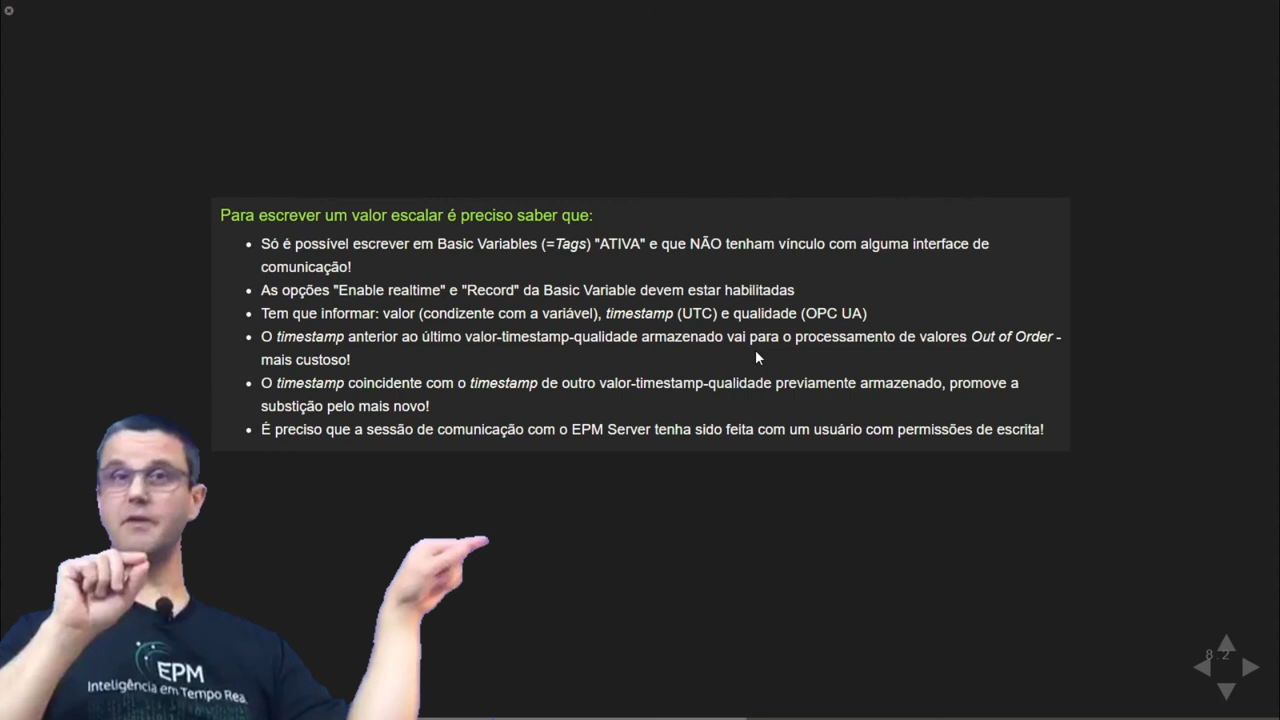 Para escrever um valor escalar é preciso saber que:
• Só é possível escrever em Basic Variables (=Tags) "ATIVA" e que NÃO tenham vínculo com alguma interface de
comunicação!
• As opções "Enable realtime" e "Record" da Basic Variable devem estar habilitadas
• Tem que informar: valor (condizente com a variável), timestamp (UTC) e qualidade (OPC UA)
• O timestamp anterior ao último valor-timestamp-qualidade armazenado vai para o processamento de valores Out of Order -
mais custoso!
• O timestamp coincidente com o timestamp de outro valor-timestamp-qualidade previamente armazenado, promove a
substição pelo mais novo!
• É preciso que a sessão de comunicação com o EPM Server tenha sido feita com um usuário com permissões de escrita!
EPM
Inteligência em Tempo Rea
8.2